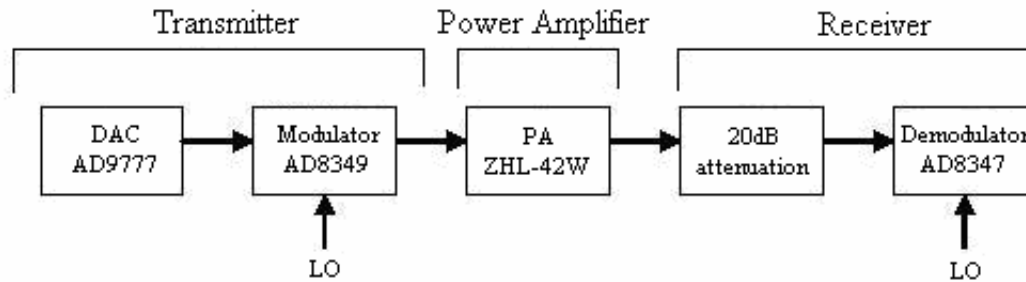 Transmitter
Power Amplifier
Receiver
DAC
AD9777
Modulator
AD8349
PA
ZHL-42W
20dB
attenuation
Demodulator
AD8347
LO
LO